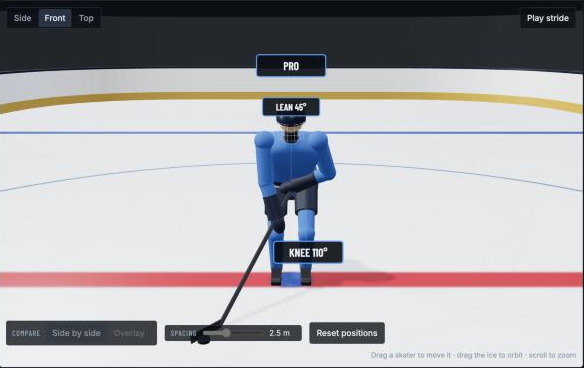 Side Front Top
Play stride
PRO
LEAN 45°
KNEE 110°
COMPARE Side by side Overlay
SPACING 2.5 m
Reset positions
Drag a skater to move it · drag the ice to orbit · scroll to zoom